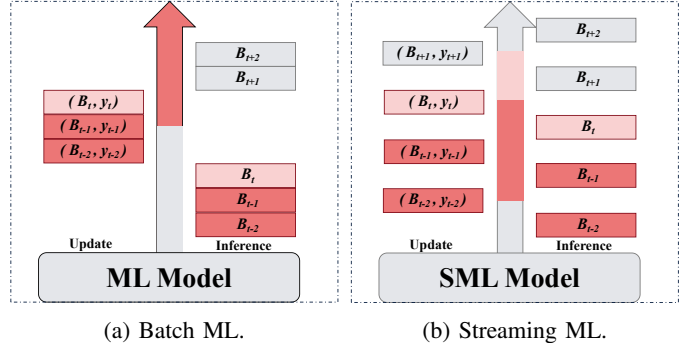 B_{t+2}
B_{t+1}
(B_t, y_t)
(B_{t-1}, y_{t-1})
(B_{t-2}, y_{t-2})
B_t
B_{t-1}
B_{t-2}
Update
Inference
ML Model
(a) Batch ML.
B_{t+2}
(B_{t+1}, y_{t+1})
B_{t+1}
(B_t, y_t)
B_t
(B_{t-1}, y_{t-1})
B_{t-1}
(B_{t-2}, y_{t-2})
B_{t-2}
Update
Inference
SML Model
(b) Streaming ML.